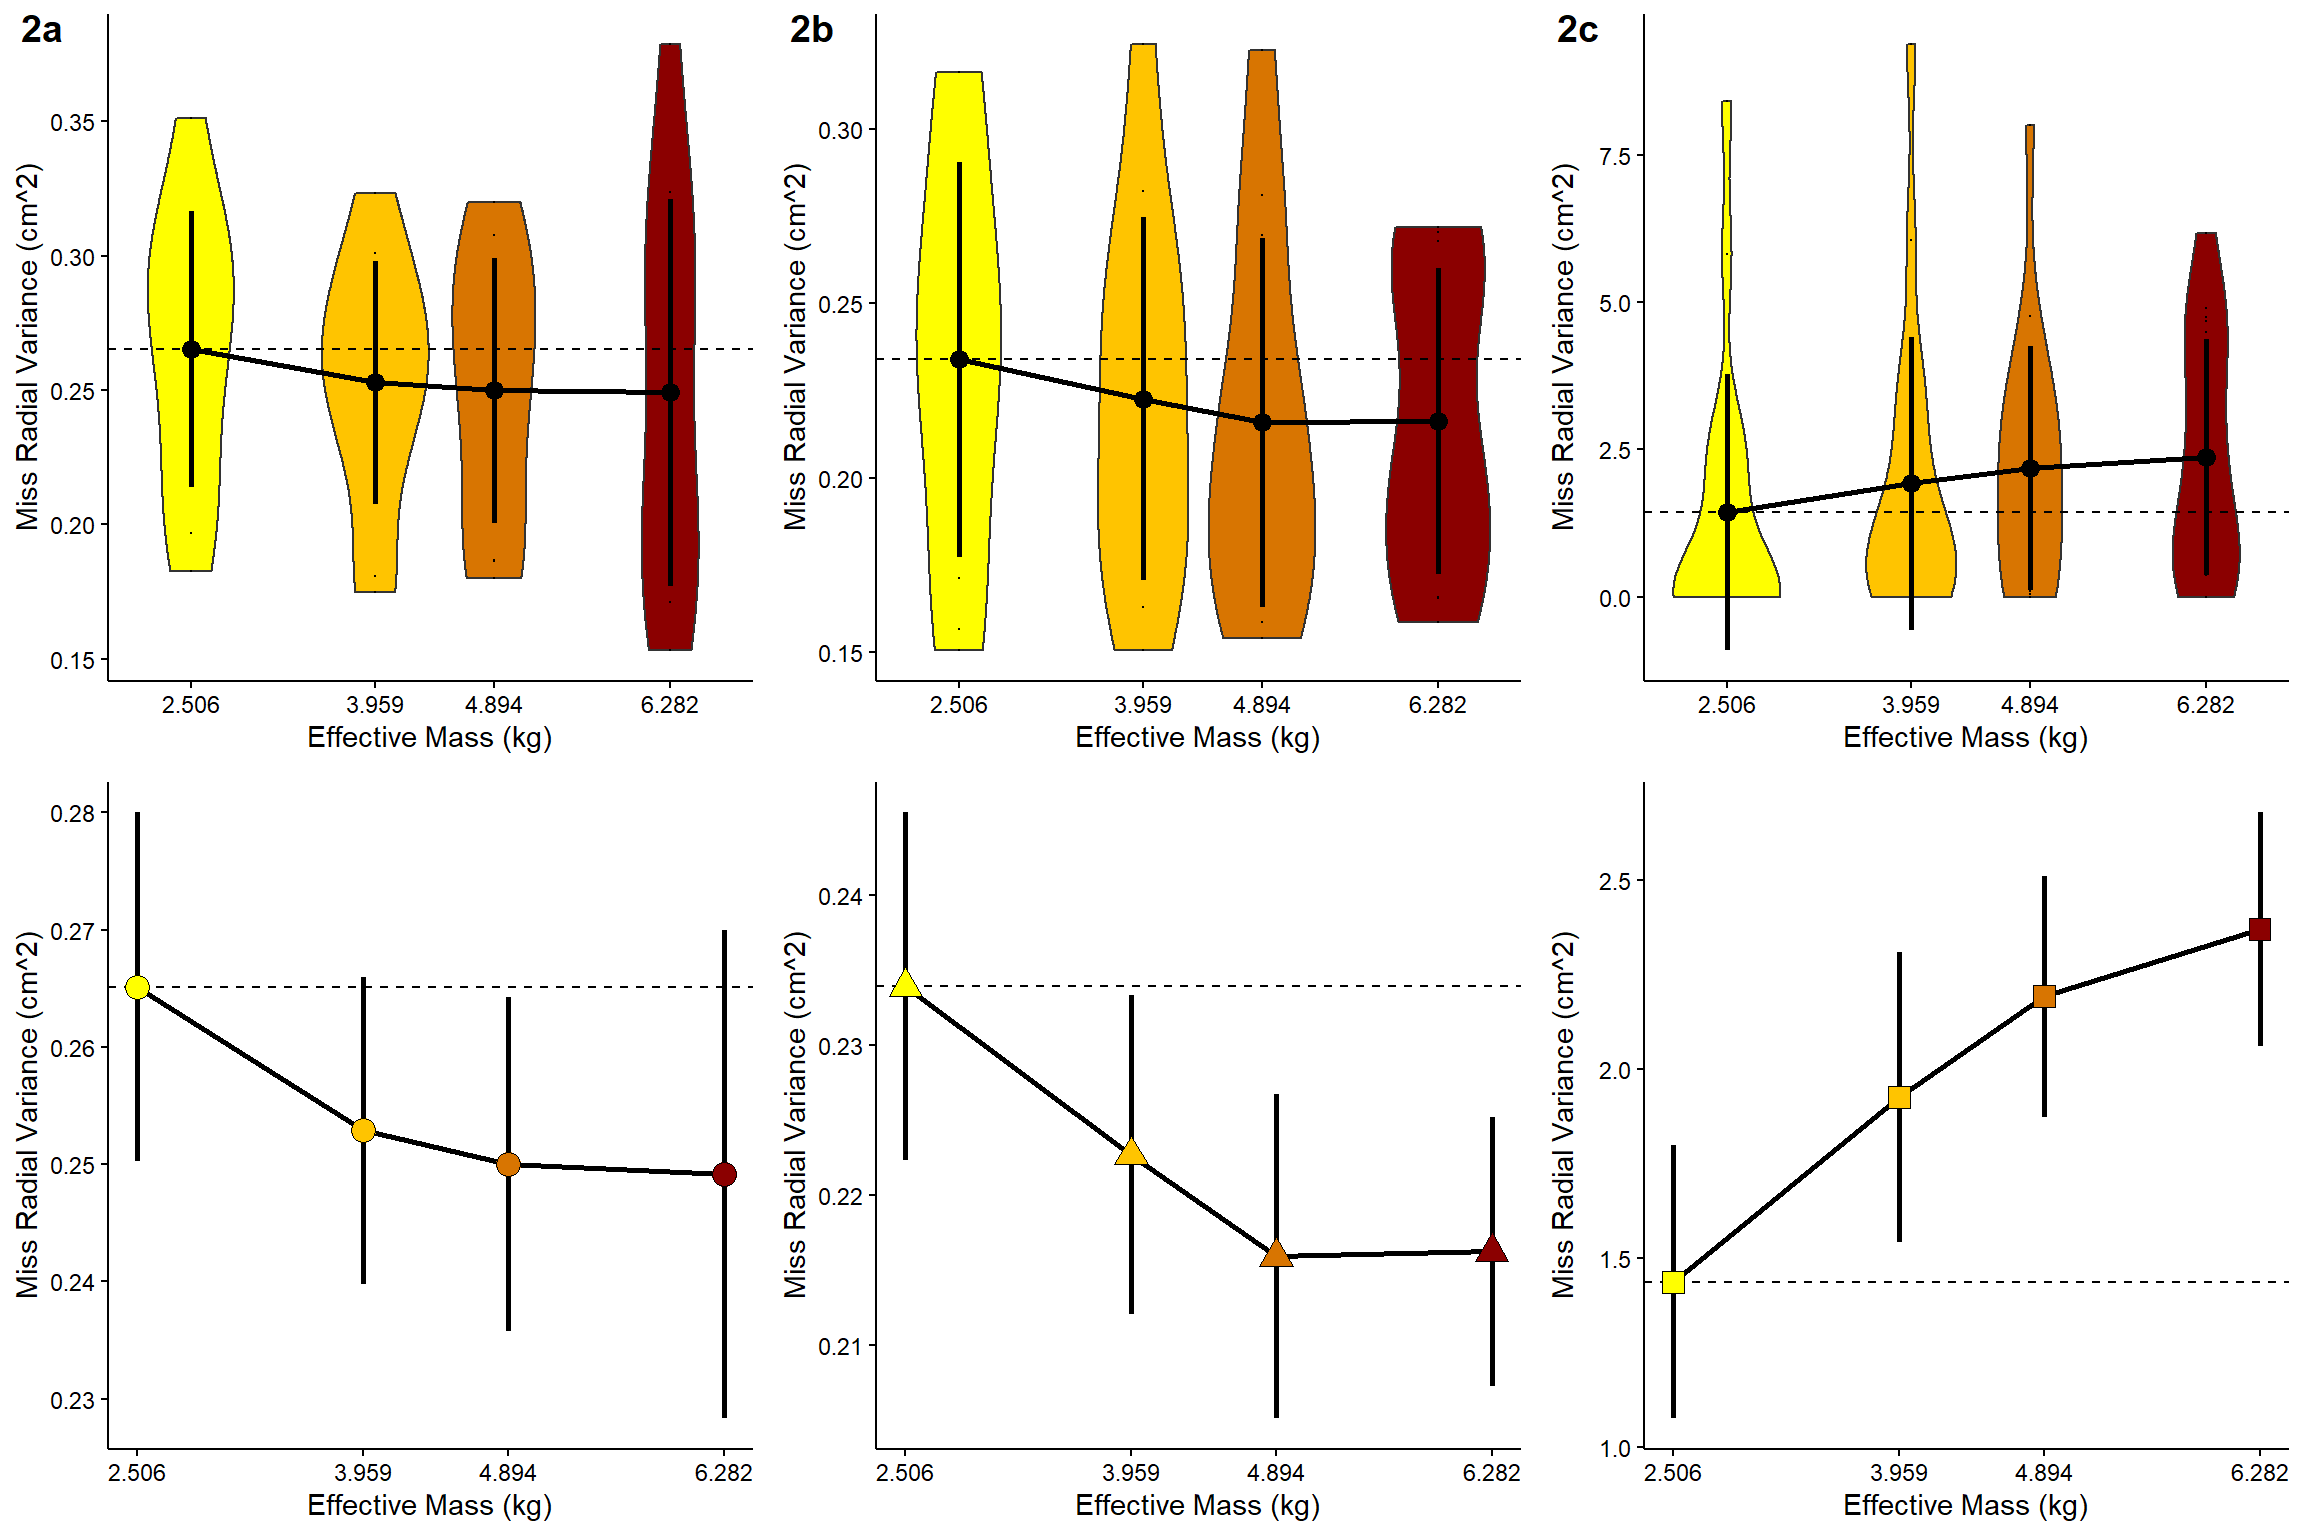 2a
Miss Radial Variance (cm^2)
0.35
0.30
0.25
0.20
0.15
2.506 3.959 4.894 6.282
Effective Mass (kg)
2b
Miss Radial Variance (cm^2)
0.30
0.25
0.20
0.15
2.506 3.959 4.894 6.282
Effective Mass (kg)
2c
Miss Radial Variance (cm^2)
7.5
5.0
2.5
0.0
2.506 3.959 4.894 6.282
Effective Mass (kg)
Miss Radial Variance (cm^2)
0.28
0.27
0.26
0.25
0.24
0.23
2.506 3.959 4.894 6.282
Effective Mass (kg)
Miss Radial Variance (cm^2)
0.24
0.23
0.22
0.21
2.506 3.959 4.894 6.282
Effective Mass (kg)
Miss Radial Variance (cm^2)
2.5
2.0
1.5
1.0
2.506 3.959 4.894 6.282
Effective Mass (kg)